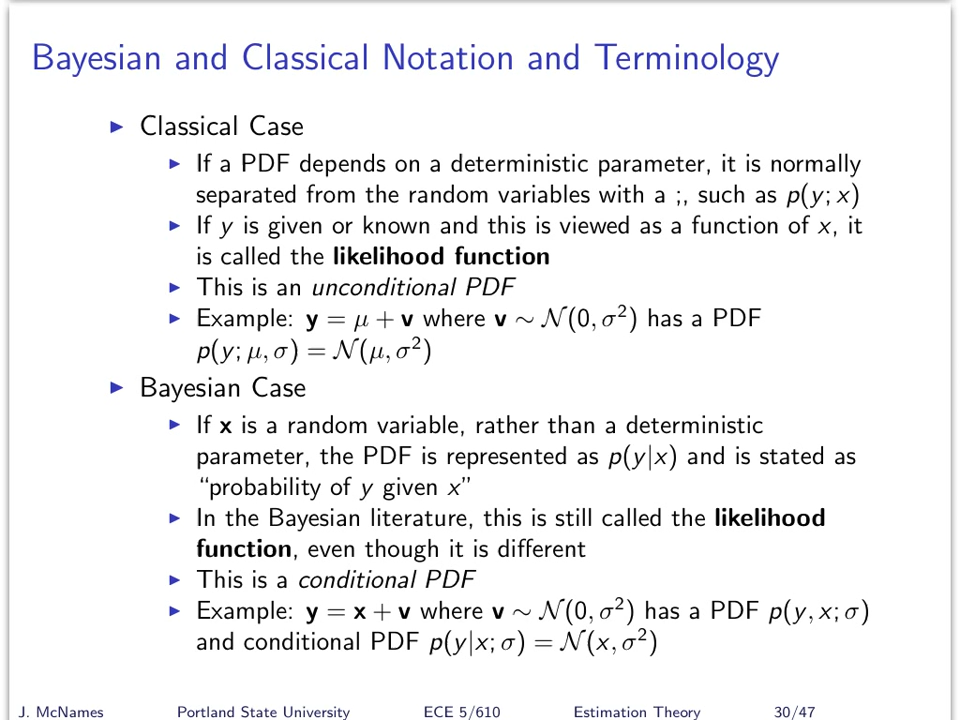 Bayesian and Classical Notation and Terminology
▶ Classical Case
▶ If a PDF depends on a deterministic parameter, it is normally
separated from the random variables with a ;, such as p(y; x)
▶ If y is given or known and this is viewed as a function of x, it
is called the likelihood function
▶ This is an unconditional PDF
▶ Example: y = μ + v where v ∼ 𝒩(0, σ²) has a PDF
p(y; μ, σ) = 𝒩(μ, σ²)
▶ Bayesian Case
▶ If x is a random variable, rather than a deterministic
parameter, the PDF is represented as p(y|x) and is stated as
“probability of y given x”
▶ In the Bayesian literature, this is still called the likelihood
function, even though it is different
▶ This is a conditional PDF
▶ Example: y = x + v where v ∼ 𝒩(0, σ²) has a PDF p(y, x; σ)
and conditional PDF p(y|x; σ) = 𝒩(x, σ²)
J. McNames Portland State University ECE 5/610 Estimation Theory 30/47